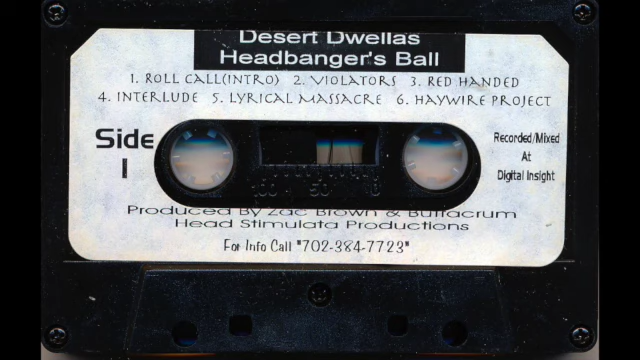 Desert Dwellas
Headbanger's Ball
1. ROLL CALL(INTRO) 2. VIOLATORS 3. RED HANDED
4. INTERLUDE 5. LYRICAL MASSACRE 6. HAYWIRE PROJECT
Side
1
Recorded/Mixed
At
Digital Insight
50
Produced By Zac Brown &
Head Stimulata Productions
For Info Call "702-384-7723"